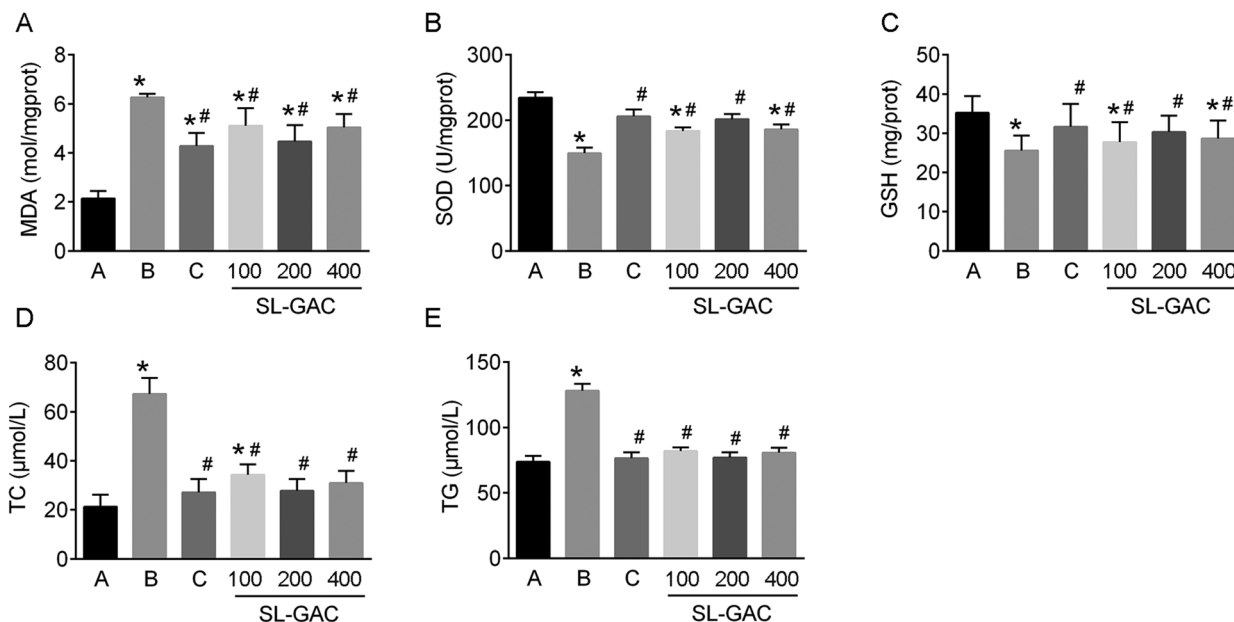 A
MDA (mol/mgprot)
8
6
4
2
0
*
*#
*#
*#
*#
A B C 100 200 400
SL-GAC
B
SOD (U/mgprot)
300
200
100
0
*
#
*#
#
*#
A B C 100 200 400
SL-GAC
C
GSH (mg/prot)
50
40
30
20
10
0
*
#
*#
#
*#
A B C 100 200 400
SL-GAC
D
TC (μmol/L)
80
60
40
20
0
*
#
*#
#
#
A B C 100 200 400
SL-GAC
E
TG (μmol/L)
150
100
50
0
*
#
#
#
#
A B C 100 200 400
SL-GAC